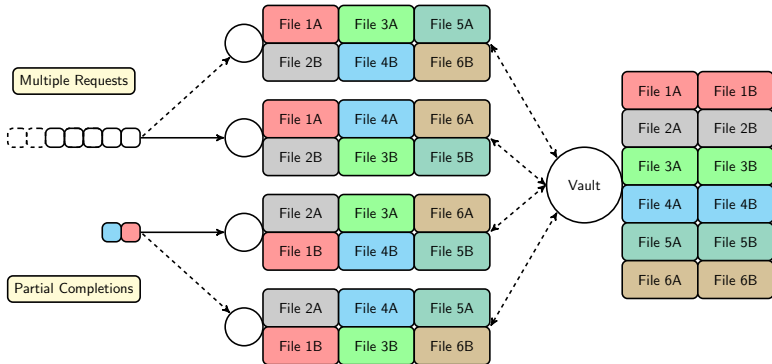 File 1A File 3A File 5A
File 2B File 4B File 6B
Multiple Requests
File 1A File 4A File 6A
File 2B File 3B File 5B
File 2A File 3A File 6A
File 1B File 4B File 5B
Partial Completions
File 2A File 4A File 5A
File 1B File 3B File 6B
Vault
File 1A File 1B
File 2A File 2B
File 3A File 3B
File 4A File 4B
File 5A File 5B
File 6A File 6B